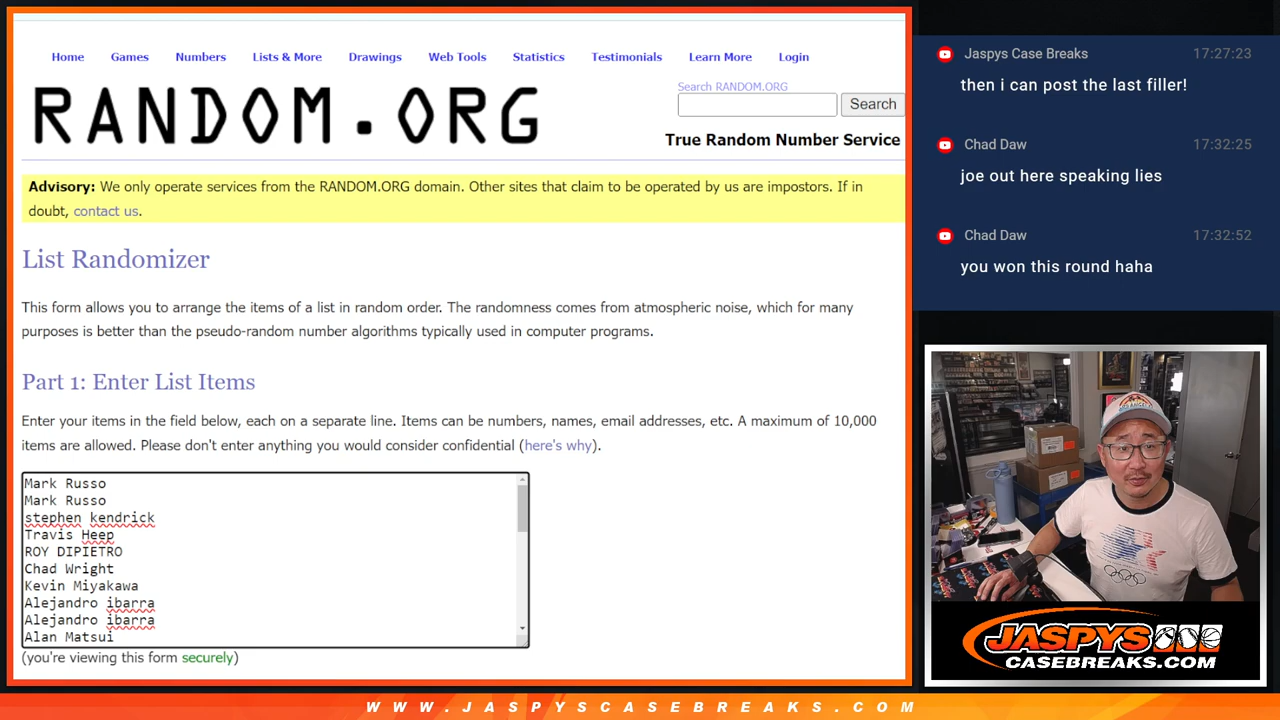 Home Games Numbers Lists & More Drawings Web Tools Statistics Testimonials Learn More Login
RANDOM.ORG
Search RANDOM.ORG
Search
True Random Number Service
Advisory: We only operate services from the RANDOM.ORG domain. Other sites that claim to be operated by us are impostors. If in
doubt, contact us.
List Randomizer
This form allows you to arrange the items of a list in random order. The randomness comes from atmospheric noise, which for many
purposes is better than the pseudo-random number algorithms typically used in computer programs.
Part 1: Enter List Items
Enter your items in the field below, each on a separate line. Items can be numbers, names, email addresses, etc. A maximum of 10,000
items are allowed. Please don't enter anything you would consider confidential (here's why).
Mark Russo
Mark Russo
stephen kendrick
Travis Heep
ROY DIPIETRO
Chad Wright
Kevin Miyakawa
Alejandro ibarra
Alejandro ibarra
Alan Matsui
(you're viewing this form securely)
Jaspys Case Breaks 17:27:23
then i can post the last filler!
Chad Daw 17:32:25
joe out here speaking lies
Chad Daw 17:32:52
you won this round haha
JASPYS
CASEBREAKS.COM
WWW.JASPYSCASEBREAKS.COM